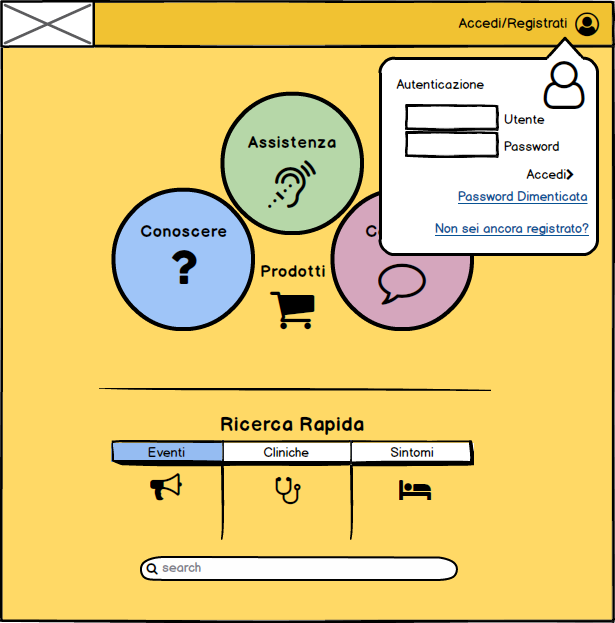 Accedi/Registrati
Autenticazione
Utente
Password
Accedi
Password Dimenticata
Non sei ancora registrato?
Assistenza
Conoscere
?
Prodotti
Ricerca Rapida
Eventi
Cliniche
Sintomi
search